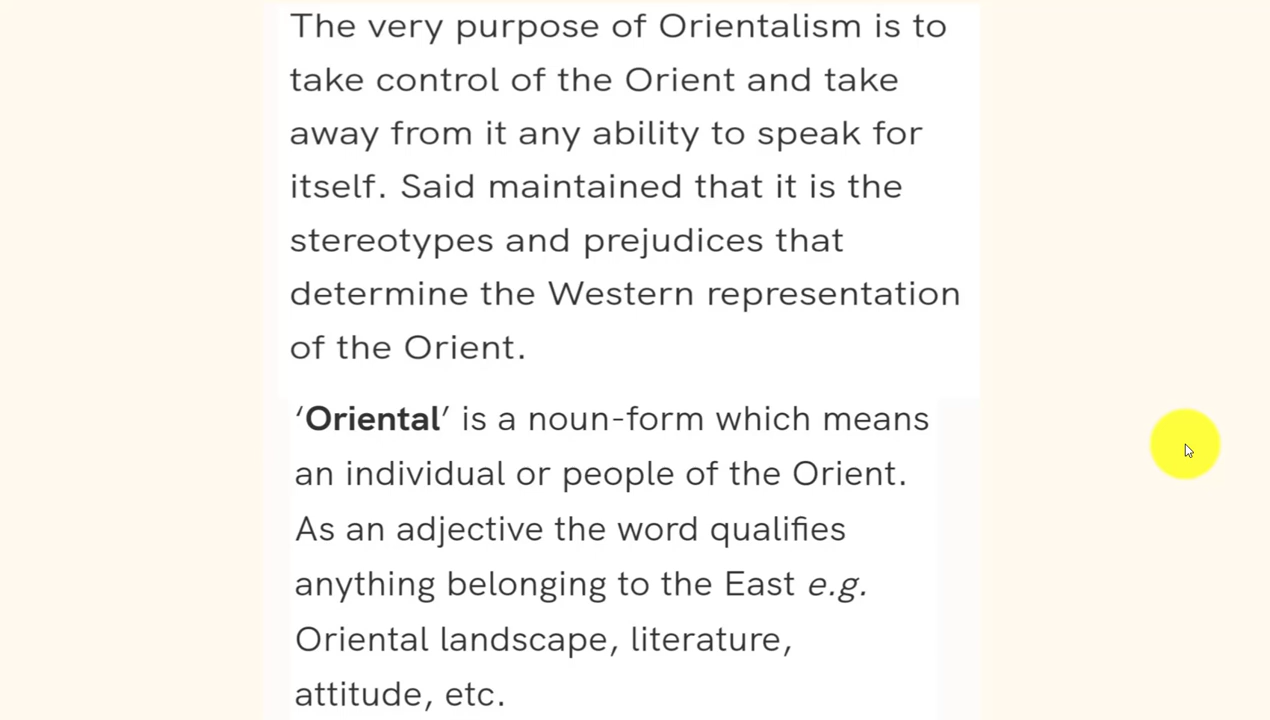 The very purpose of Orientalism is to
take control of the Orient and take
away from it any ability to speak for
itself. Said maintained that it is the
stereotypes and prejudices that
determine the Western representation
of the Orient.
‘Oriental’ is a noun-form which means
an individual or people of the Orient.
As an adjective the word qualifies
anything belonging to the East e.g.
Oriental landscape, literature,
attitude, etc.